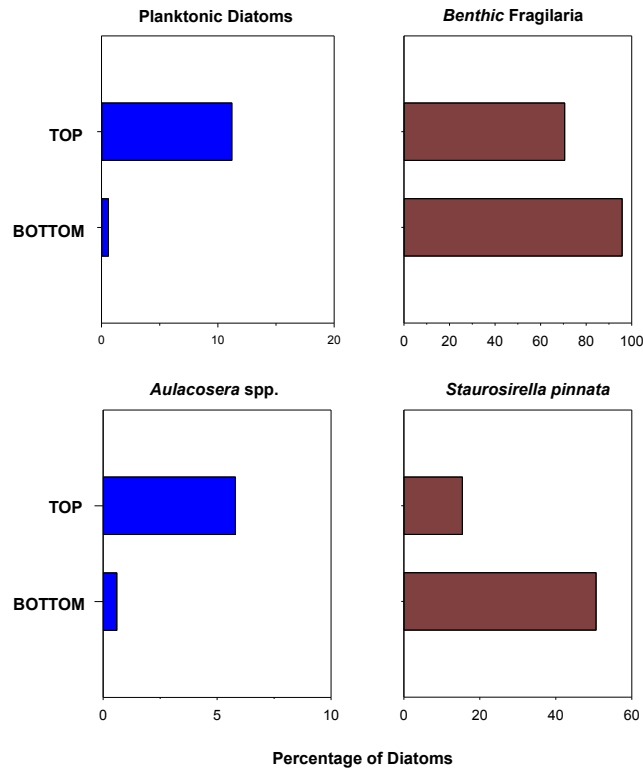 Planktonic Diatoms
Benthic Fragilaria
TOP
BOTTOM
0 10 20
0 20 40 60 80 100
Aulacosera spp.
Staurosirella pinnata
TOP
BOTTOM
0 5 10
0 20 40 60
Percentage of Diatoms